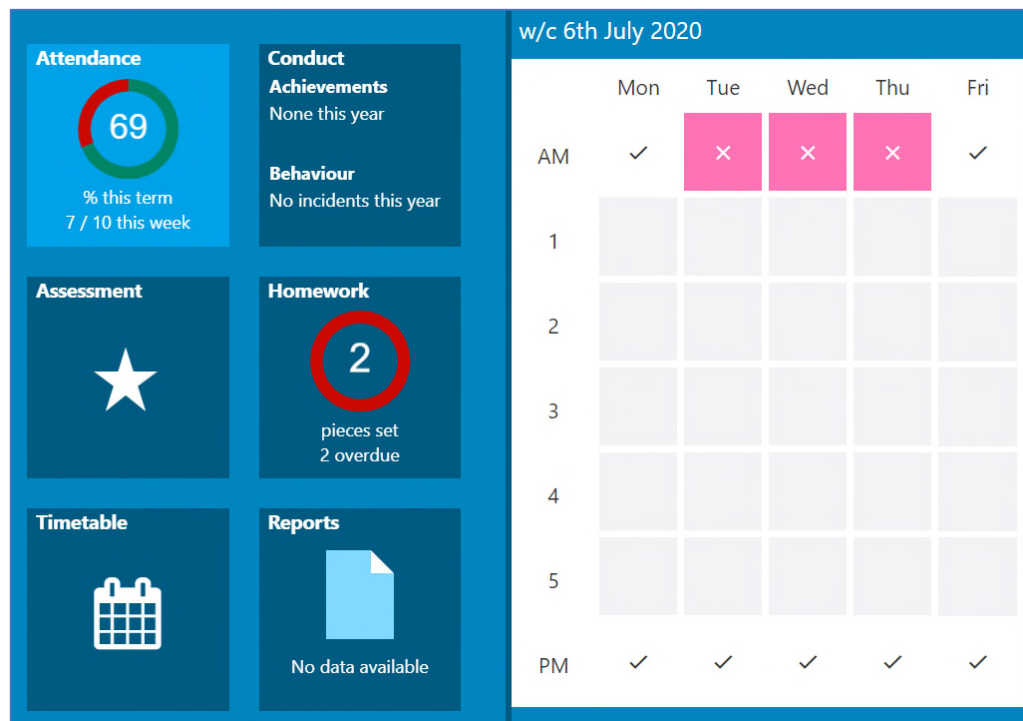 Attendance
69
% this term
7 / 10 this week
Conduct
Achievements
None this year
Behaviour
No incidents this year
Assessment
Homework
2
pieces set
2 overdue
Timetable
Reports
No data available
w/c 6th July 2020
Mon Tue Wed Thu Fri
AM
1
2
3
4
5
PM